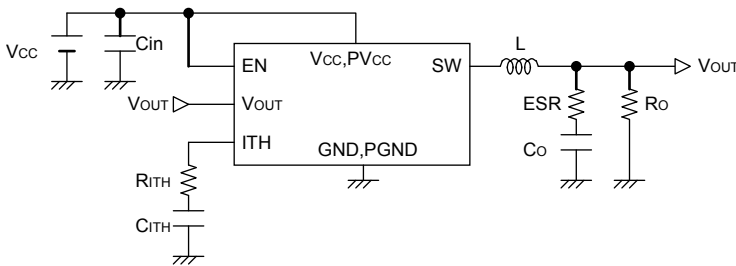 VCC
Cin
EN
VCC,PVCC
SW
L
VOUT
VOUT
VOUT
ITH
GND,PGND
ESR
RO
CO
RITH
CITH